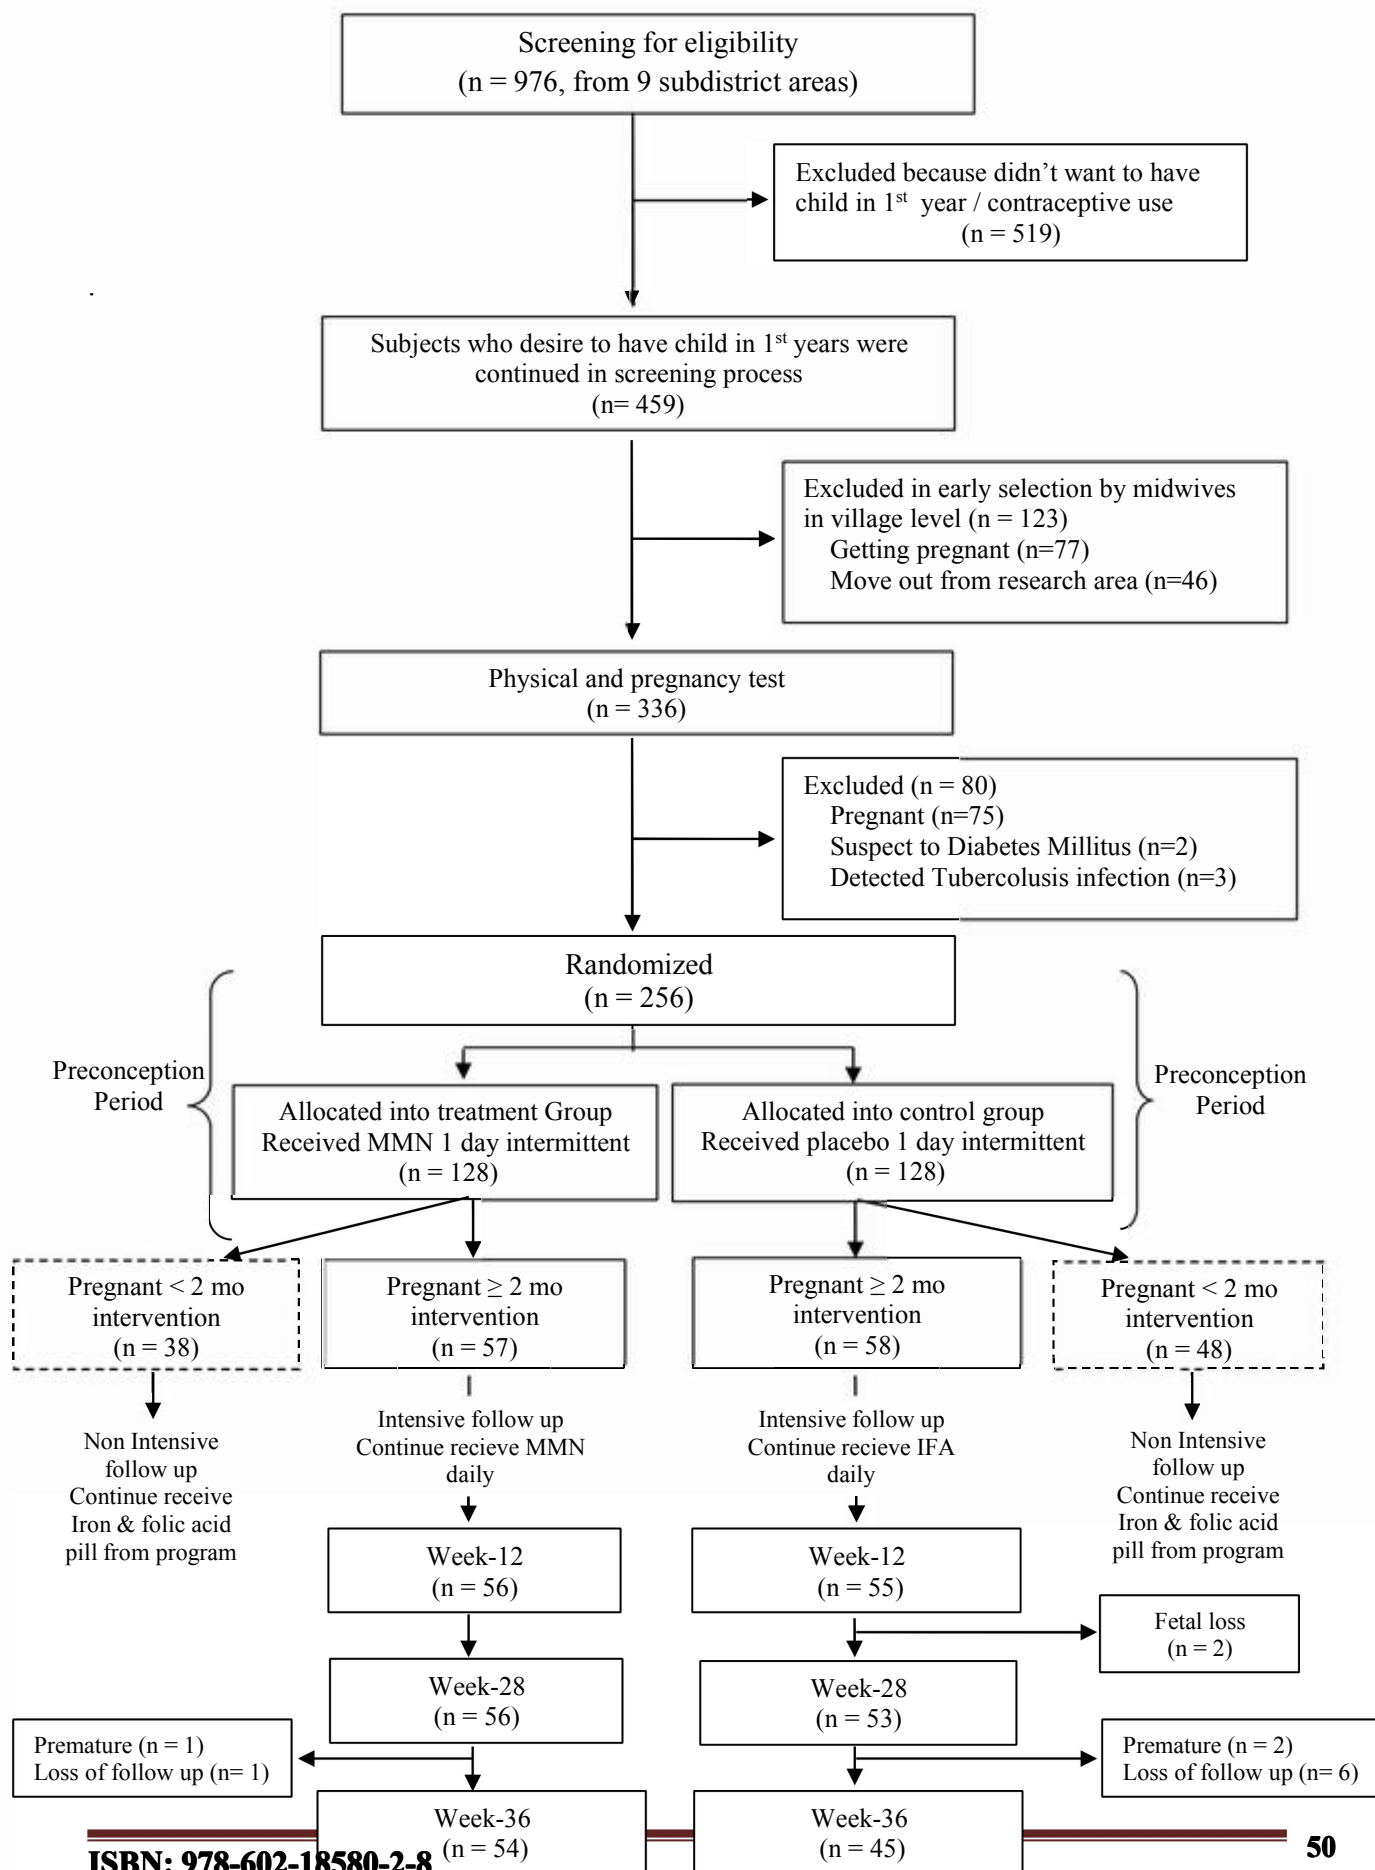 Screening for eligibility
(n = 976, from 9 subdistrict areas)
Excluded because didn’t want to have
child in 1st year / contraceptive use
(n = 519)
.
Subjects who desire to have child in 1st years were
continued in screening process
(n= 459)
Excluded in early selection by midwives
in village level (n = 123)
Getting pregnant (n=77)
Move out from research area (n=46)
Physical and pregnancy test
(n = 336)
Excluded (n = 80)
Pregnant (n=75)
Suspect to Diabetes Millitus (n=2)
Detected Tubercolusis infection (n=3)
Randomized
(n = 256)
Preconception
Period
Allocated into treatment Group
Received MMN 1 day intermittent
(n = 128)
Allocated into control group
Received placebo 1 day intermittent
(n = 128)
Preconception
Period
Pregnant < 2 mo
intervention
(n = 38)
Pregnant ≥ 2 mo
intervention
(n = 57)
Pregnant ≥ 2 mo
intervention
(n = 58)
Pregnant < 2 mo
intervention
(n = 48)
Non Intensive
follow up
Continue receive
Iron & folic acid
pill from program
Intensive follow up
Continue recieve MMN
daily
Intensive follow up
Continue recieve IFA
daily
Non Intensive
follow up
Continue receive
Iron & folic acid
pill from program
Week-12
(n = 56)
Week-12
(n = 55)
Fetal loss
(n = 2)
Week-28
(n = 56)
Week-28
(n = 53)
Premature (n = 1)
Loss of follow up (n= 1)
Premature (n = 2)
Loss of follow up (n= 6)
Week-36
(n = 54)
Week-36
(n = 45)
ISBN: 978-602-18580-2-8
50